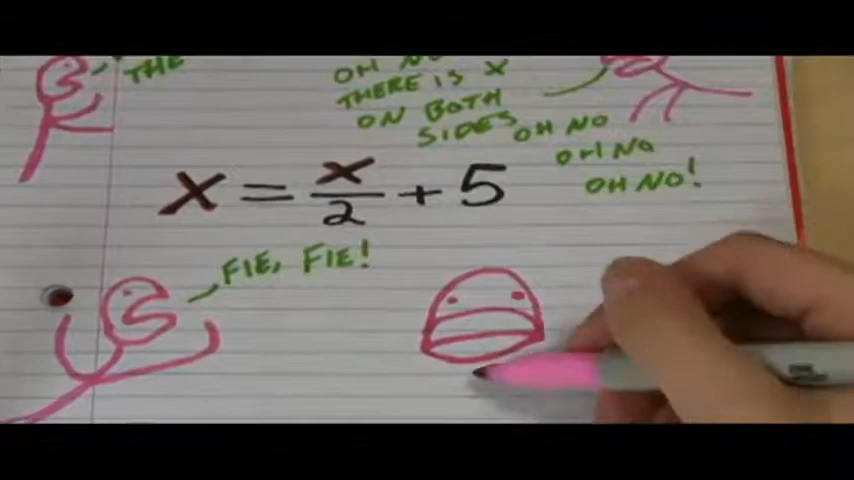 THE
OH NO
THERE IS X
ON BOTH
SIDES
OH NO
OH NO
OH NO!
x = x/2 + 5
FIE, FIE!